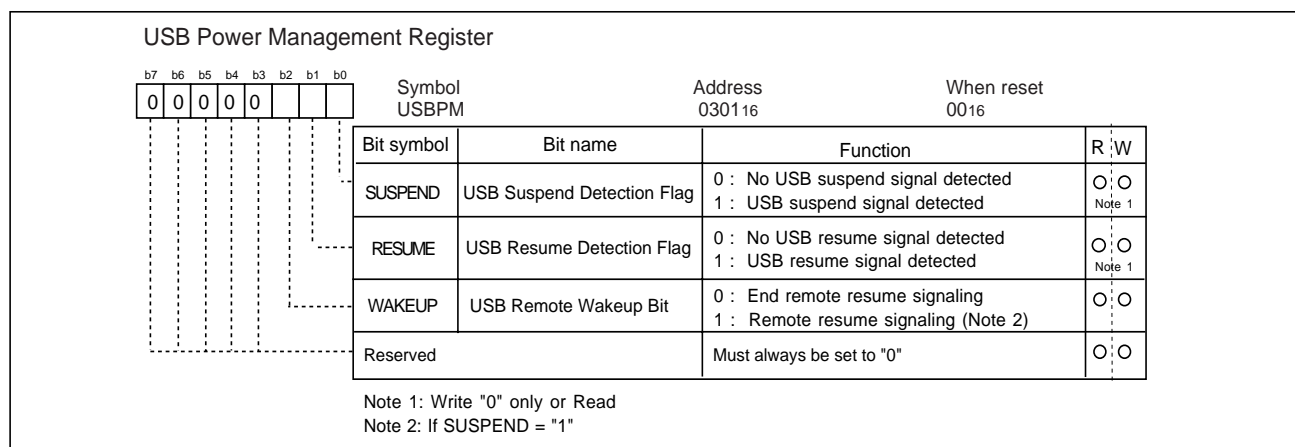 USB Power Management Register
b7 b6 b5 b4 b3 b2 b1 b0
0 0 0 0 0
Symbol Address When reset
USBPM 030116 0016
Bit symbol Bit name Function R W
SUSPEND USB Suspend Detection Flag 0 : No USB suspend signal detected
1 : USB suspend signal detected
Note 1
RESUME USB Resume Detection Flag 0 : No USB resume signal detected
1 : USB resume signal detected
Note 1
WAKEUP USB Remote Wakeup Bit 0 : End remote resume signaling
1 : Remote resume signaling (Note 2)
Reserved Must always be set to "0"
Note 1: Write "0" only or Read
Note 2: If SUSPEND = "1"